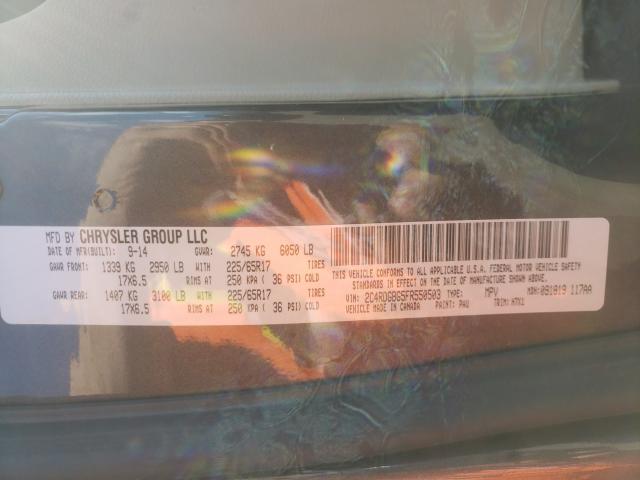 MFD BY CHRYSLER GROUP LLC
DATE OF MFR(BUILT): 9-14 GVWR: 2745 KG 6050 LB
GAWR FRONT: 1339 KG 2950 LB WITH 225/65R17 TIRES
17X6.5 RIMS AT 250 KPA ( 36 PSI) COLD
GAWR REAR: 1407 KG 3100 LB WITH 225/65R17 TIRES
17X6.5 RIMS AT 250 KPA ( 36 PSI) COLD
THIS VEHICLE CONFORMS TO ALL APPLICABLE U.S.A. FEDERAL MOTOR VEHICLE SAFETY
STANDARDS IN EFFECT ON THE DATE OF MANUFACTURE SHOWN ABOVE.
VIN: 2C4RDGBG5FR550503 TYPE: MPV MDH: 091819 117AA
VEHICLE MADE IN CANADA PAINT: PAU TRIM: H7X1